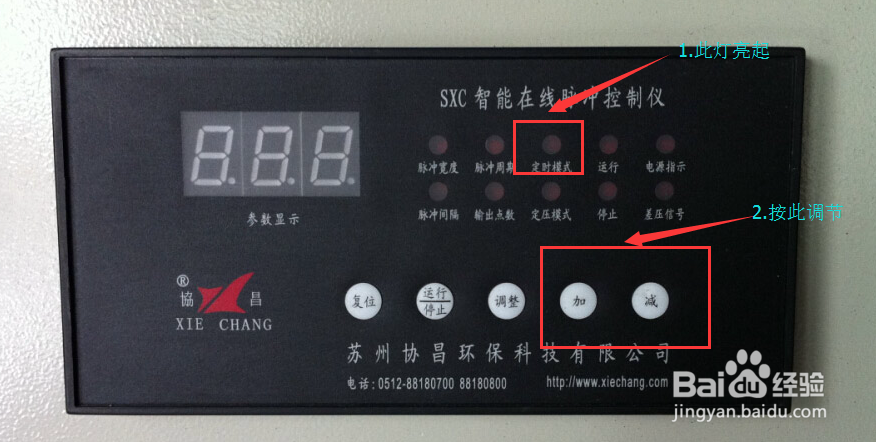 1.此灯亮起
SXC 智能在线脉冲控制仪
8.8.8.
脉冲宽度 脉冲周期 定时模式 运行 电源指示
脉冲间隔 输出点数 定压模式 停止 差压信号
参数显示
2.按此调节
®
協 昌
XIE CHANG
复位 运行 停止 调整 加 减
苏州协昌环保科技有限公司
电话:0512-88180700 88180800 http://www.xiechang.com
Baidu经验
jingyan.baidu.com